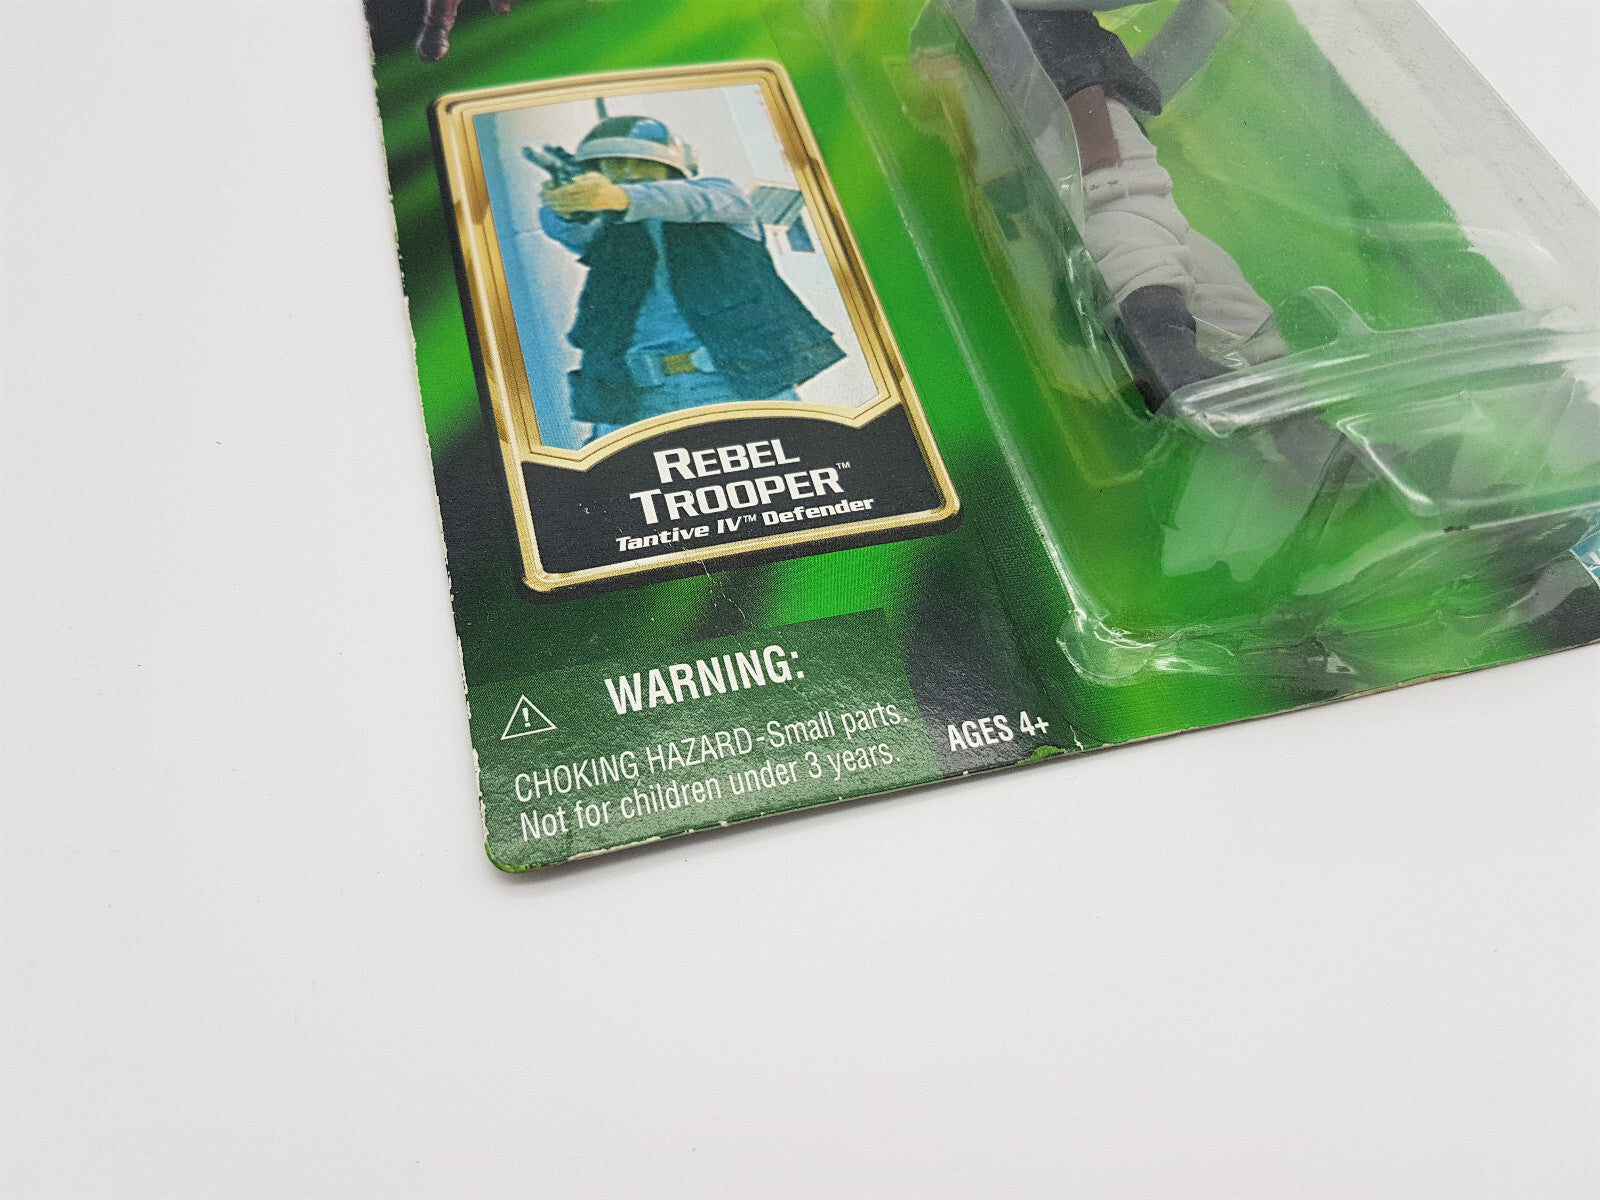 REBEL
TROOPER™
Tantive IV™ Defender
WARNING:
CHOKING HAZARD-Small parts.
Not for children under 3 years.
AGES 4+